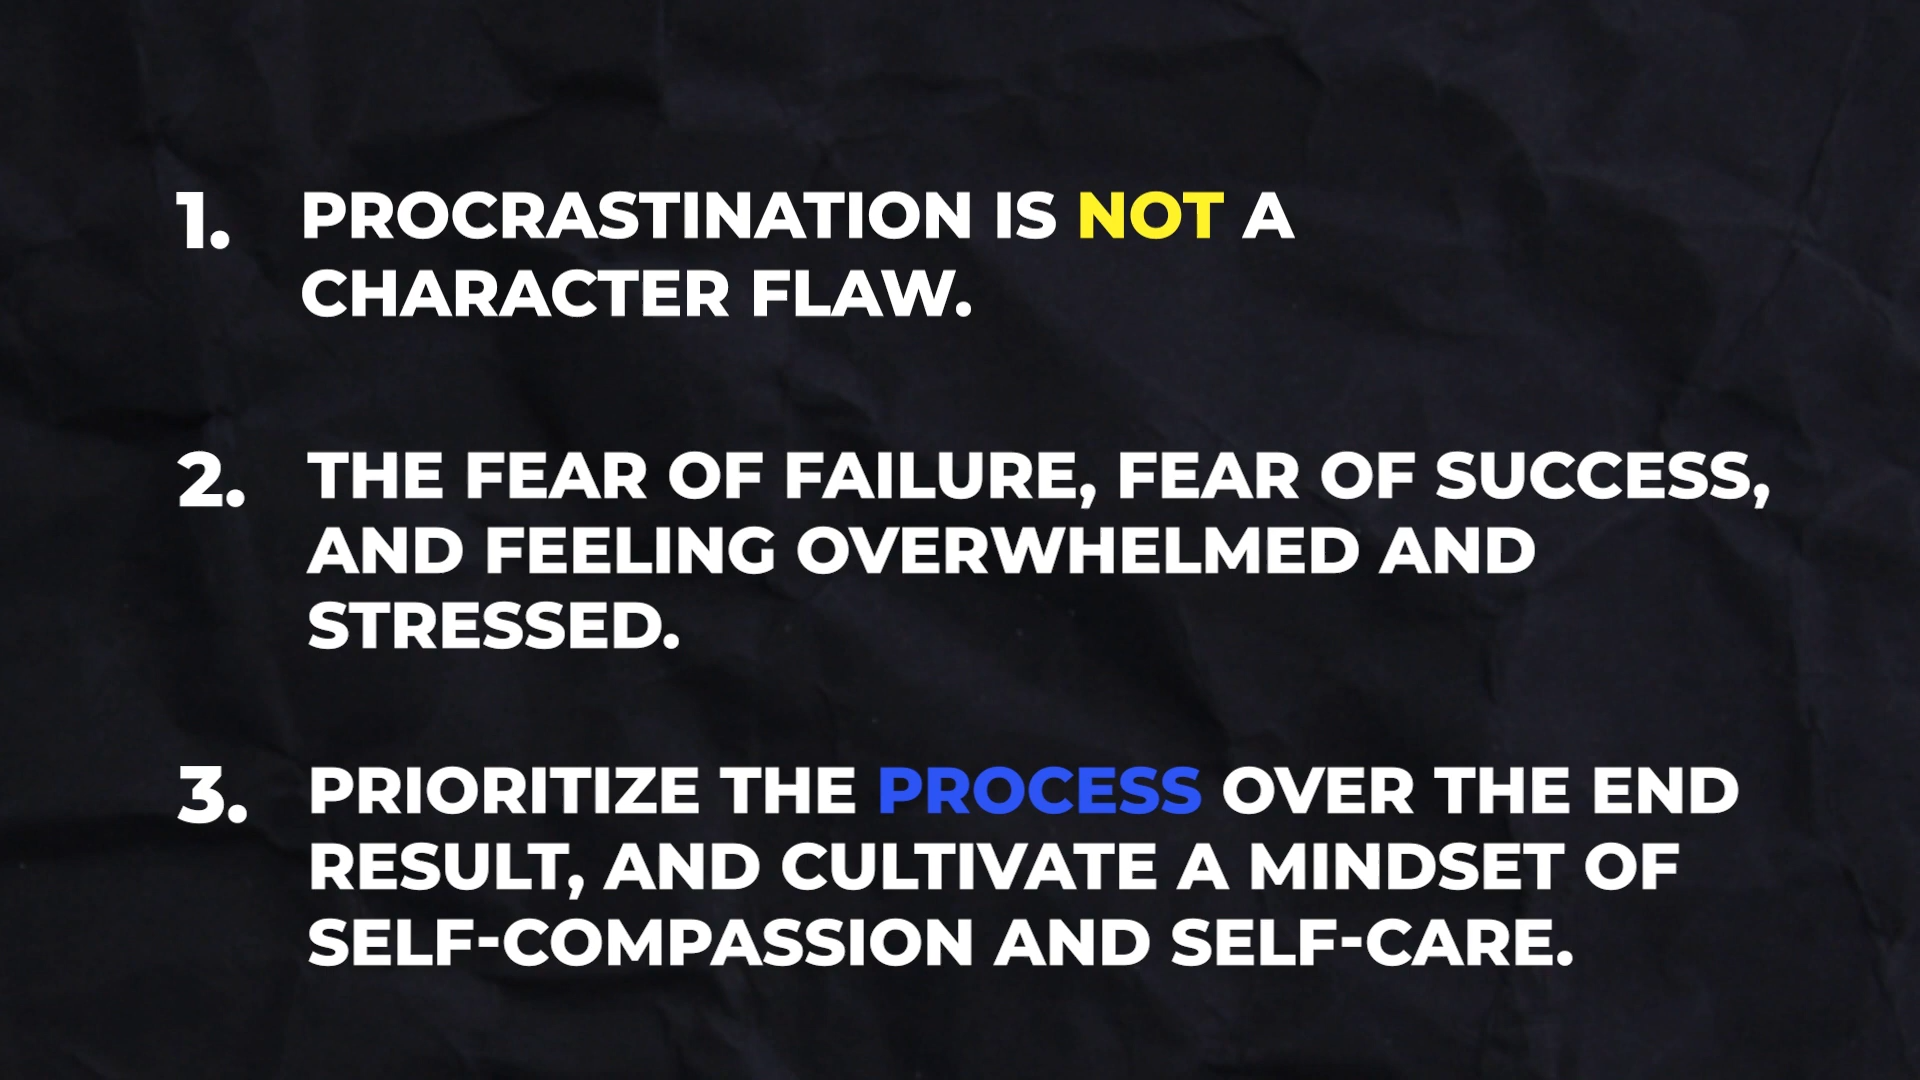 1. PROCRASTINATION IS NOT A
CHARACTER FLAW.
2. THE FEAR OF FAILURE, FEAR OF SUCCESS,
AND FEELING OVERWHELMED AND
STRESSED.
3. PRIORITIZE THE PROCESS OVER THE END
RESULT, AND CULTIVATE A MINDSET OF
SELF-COMPASSION AND SELF-CARE.